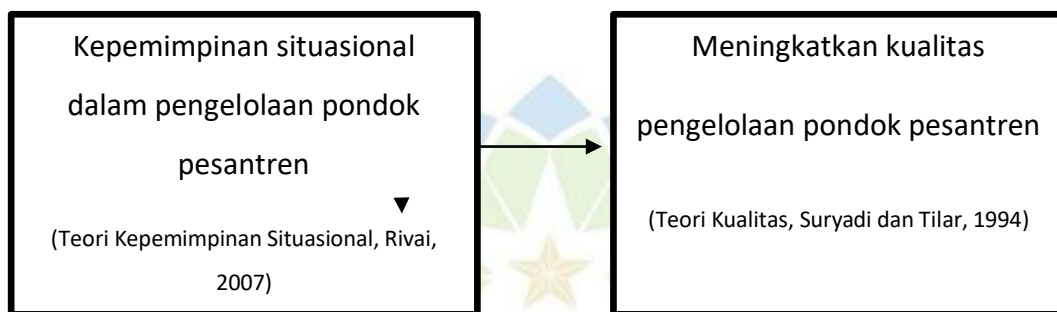 Kepemimpinan situasional
dalam pengelolaan pondok
pesantren
(Teori Kepemimpinan Situasional, Rivai,
2007)
Meningkatkan kualitas
pengelolaan pondok pesantren
(Teori Kualitas, Suryadi dan Tilar, 1994)